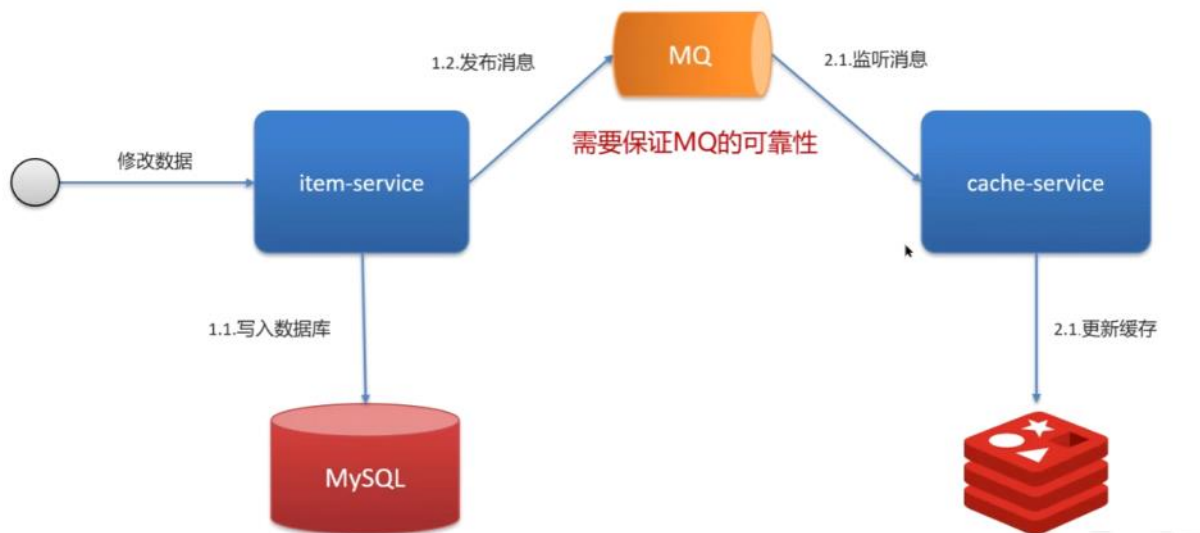 MQ
1.2.发布消息
2.1.监听消息
需要保证MQ的可靠性
修改数据
item-service
cache-service
1.1.写入数据库
2.1.更新缓存
MySQL